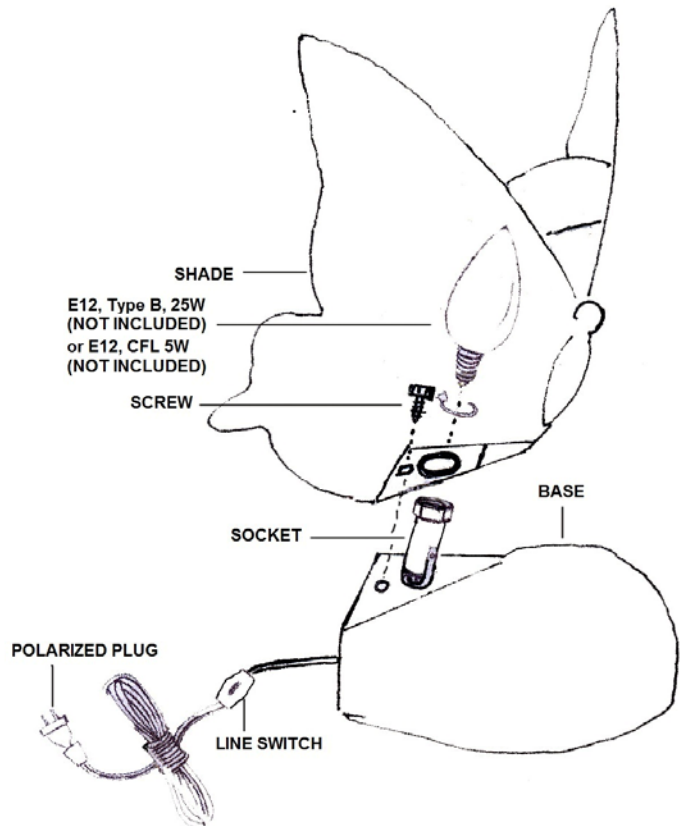 SHADE
E12, Type B, 25W
(NOT INCLUDED)
or E12, CFL 5W
(NOT INCLUDED)
SCREW
BASE
SOCKET
POLARIZED PLUG
LINE SWITCH